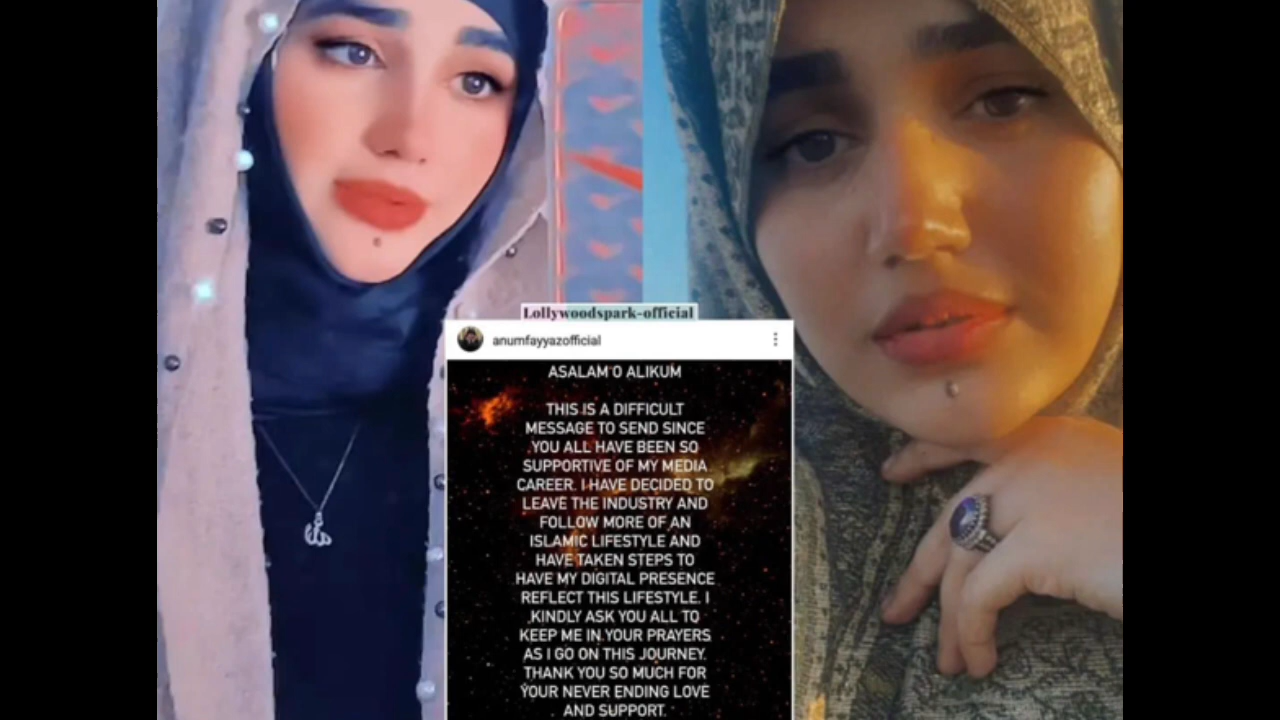 Lollywoodspark-official
anumfayyazofficial
ASALAM O ALIKUM
THIS IS A DIFFICULT
MESSAGE TO SEND SINCE
YOU ALL HAVE BEEN SO
SUPPORTIVE OF MY MEDIA
CAREER. I HAVE DECIDED TO
LEAVE THE INDUSTRY AND
FOLLOW MORE OF AN
ISLAMIC LIFESTYLE AND
HAVE TAKEN STEPS TO
HAVE MY DIGITAL PRESENCE
REFLECT THIS LIFESTYLE. I
KINDLY ASK YOU ALL TO
KEEP ME IN YOUR PRAYERS
AS I GO ON THIS JOURNEY.
THANK YOU SO MUCH FOR
YOUR NEVER ENDING LOVE
AND SUPPORT.